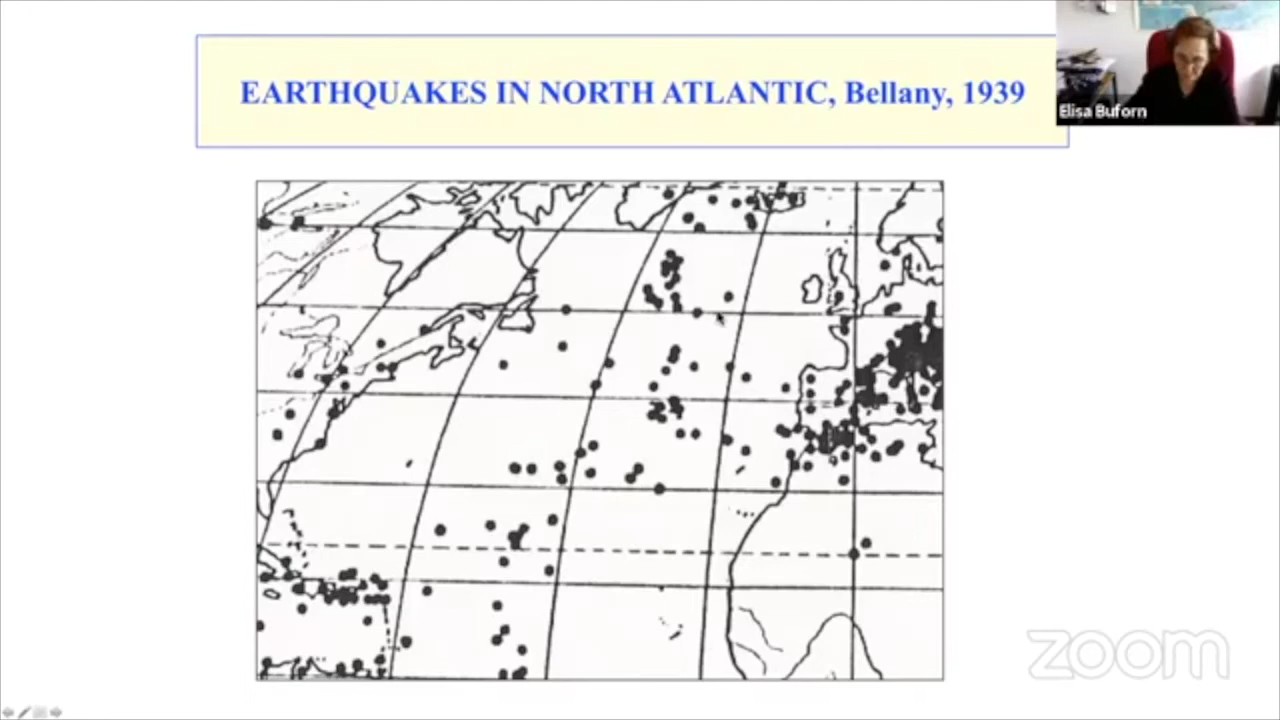 EARTHQUAKES IN NORTH ATLANTIC, Bellany, 1939
Elisa Buforn
zoom